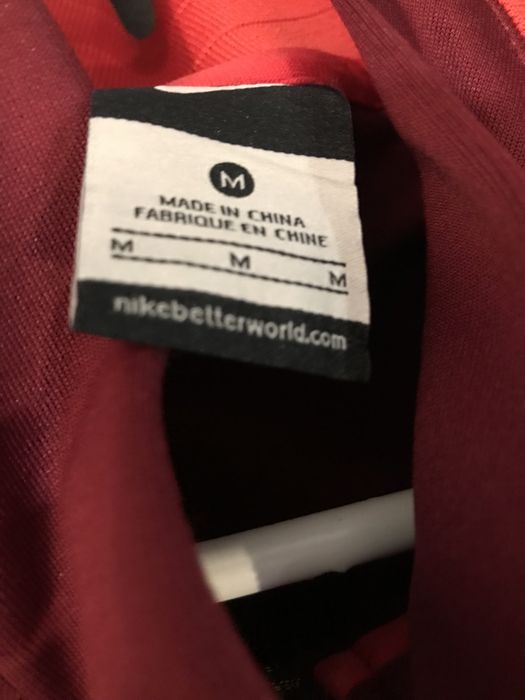 M
MADE IN CHINA
FABRIQUE EN CHINE
M M M
nikebetterworld.com